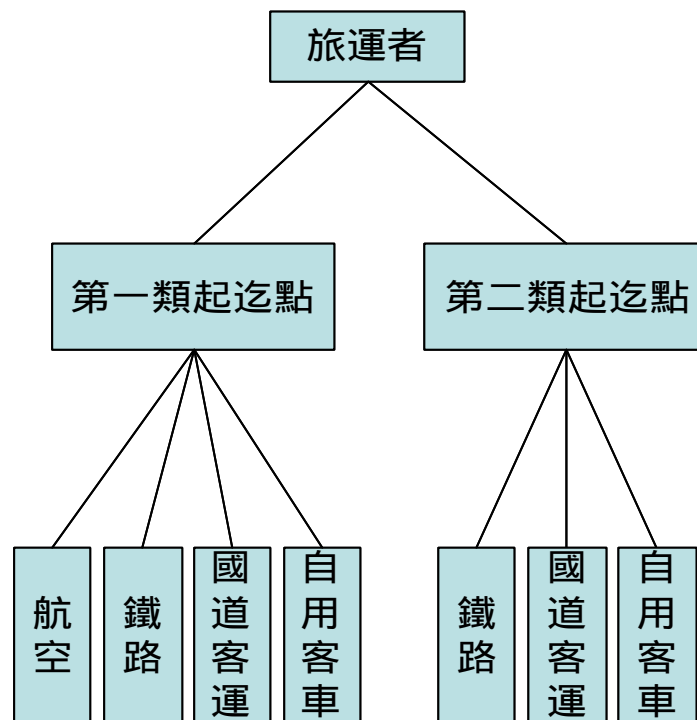 旅運者
第一類起迄點
第二類起迄點
航空
鐵路
國道客運
自用客車
鐵路
國道客運
自用客車